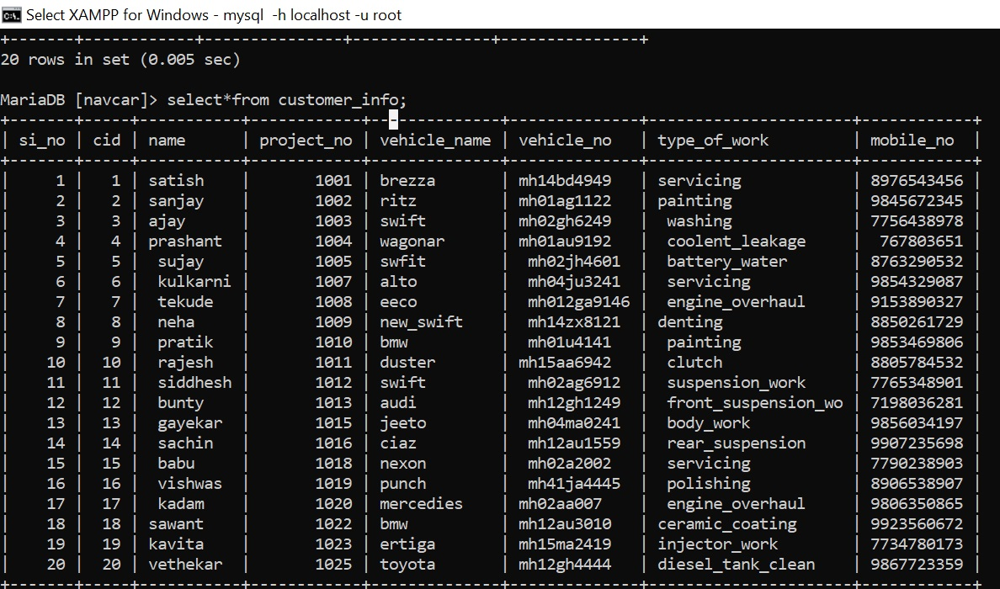 Select XAMPP for Windows - mysql  -h localhost -u root
+-------+------------+----------------+---------------+---------------+
20 rows in set (0.005 sec)
MariaDB [navcar]> select*from customer_info;
+-------+-----+-----------+------------+--------------+--------------+----------------------+------------+
| si_no | cid | name      | project_no | vehicle_name | vehicle_no   | type_of_work         | mobile_no  |
+-------+-----+-----------+------------+--------------+--------------+----------------------+------------+
|     1 |   1 | satish    |       1001 | brezza       | mh14bd4949   | servicing            | 8976543456 |
|     2 |   2 | sanjay    |       1002 | ritz         | mh01ag1122   | painting             | 9845672345 |
|     3 |   3 | ajay      |       1003 | swift        | mh02gh6249   |  washing             | 7756438978 |
|     4 |   4 | prashant  |       1004 | wagonar      | mh01au9192   |  coolent_leakage     |  767803651 |
|     5 |   5 |  sujay    |       1005 | swfit        |  mh02jh4601  |  battery_water       | 8763290532 |
|     6 |   6 |  kulkarni |       1007 | alto         |  mh04ju3241  |  servicing           | 9854329087 |
|     7 |   7 |  tekude   |       1008 | eeco         |  mh012ga9146 |  engine_overhaul     | 9153890327 |
|     8 |   8 |  neha     |       1009 | new_swift    |  mh14zx8121  | denting              | 8850261729 |
|     9 |   9 |  pratik   |       1010 | bmw          |  mh01u4141   |  painting            | 9853469806 |
|    10 |  10 |  rajesh   |       1011 | duster       | mh15aa6942   |  clutch              | 8805784532 |
|    11 |  11 |  siddhesh |       1012 | swift        |  mh02ag6912  |  suspension_work     | 7765348901 |
|    12 |  12 |  bunty    |       1013 | audi         |  mh12gh1249  |  front_suspension_wo | 7198036281 |
|    13 |  13 |  gayekar  |       1015 | jeeto        |  mh04ma0241  |  body_work           | 9856034197 |
|    14 |  14 |  sachin   |       1016 | ciaz         |  mh12au1559  |  rear_suspension     | 9907235698 |
|    15 |  15 |  babu     |       1018 | nexon        |  mh02a2002   |  servicing           | 7790238903 |
|    16 |  16 |  vishwas  |       1019 | punch        |  mh41ja4445  |  polishing           | 8906538907 |
|    17 |  17 |  kadam    |       1020 | mercedies    | mh02aa007    |  engine_overhaul     | 9806350865 |
|    18 |  18 | sawant    |       1022 | bmw          | mh12au3010   | ceramic_coating      | 9923560672 |
|    19 |  19 | kavita    |       1023 | ertiga       | mh15ma2419   | injector_work        | 7734780173 |
|    20 |  20 | vethekar  |       1025 | toyota       | mh12gh4444   | diesel_tank_clean    | 9867723359 |
+-------+-----+-----------+------------+--------------+--------------+----------------------+------------+